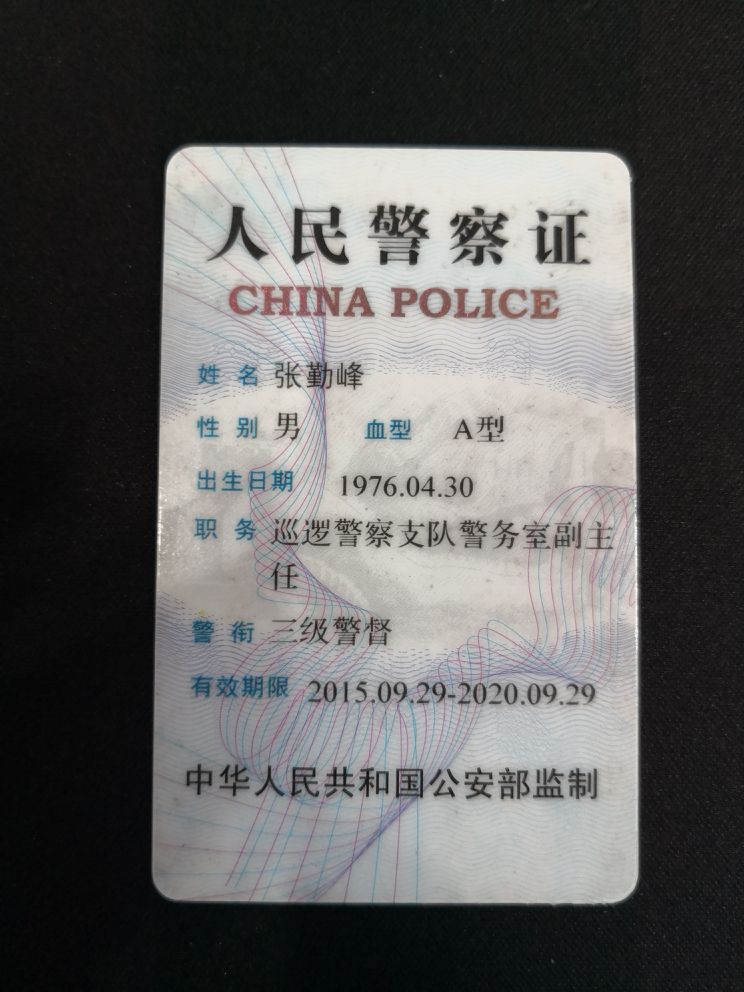 人民警察证
CHINA POLICE
姓名 张勤峰
性别 男 血型 A型
出生日期 1976.04.30
职务 巡逻警察支队警务室副主
任
警衔 三级警督
有效期限 2015.09.29-2020.09.29
中华人民共和国公安部监制